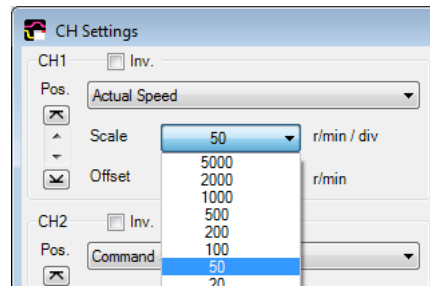 CH Settings
CH1 Inv.
Pos. Actual Speed
Scale 50 r/min / div
5000
Offset 2000 r/min
1000
500
CH2 Inv.
200
Pos. Command 100
50
20